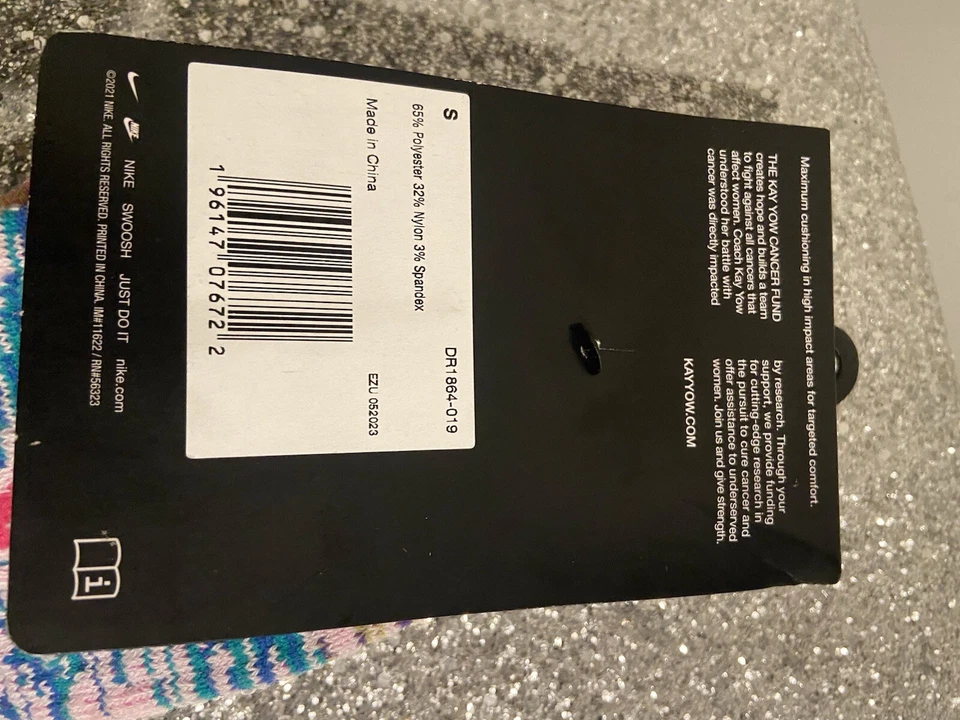 Maximum cushioning in high impact areas for targeted comfort.
THE KAY YOW CANCER FUND
creates hope and builds a team
to fight against all cancers that
affect women. Coach Kay Yow
understood her battle with
cancer was directly impacted
by research. Through your
support, we provide funding
for cutting-edge research in
the pursuit to cure cancer and
offer assistance to underserved
women. Join us and give strength.
KAYYOW.COM
S
DR1864-019
65% Polyester 32% Nylon 3% Spandex
Made in China
EZU 052023
1 96147 07672 2
NIKE NIKE SWOOSH JUST DO IT nike.com
©2021 NIKE. ALL RIGHTS RESERVED. PRINTED IN CHINA. IM#11622 / RN#56323
i